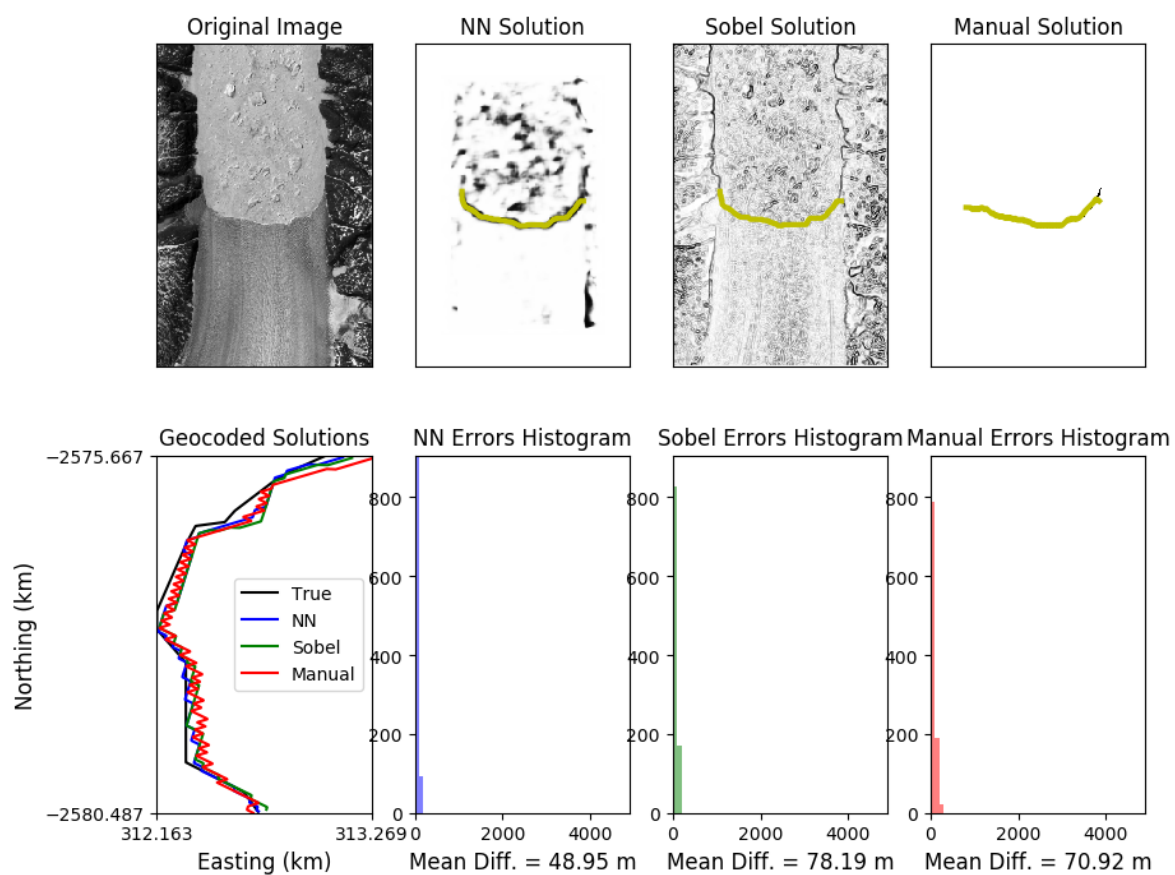 Original Image
NN Solution
Sobel Solution
Manual Solution
Geocoded Solutions
NN Errors Histogram
Sobel Errors Histogram
Manual Errors Histogram
−2575.667
−2580.487
312.163
313.269
Northing (km)
Easting (km)
True
NN
Sobel
Manual
800
600
400
200
0
0
2000
4000
Mean Diff. = 48.95 m
800
600
400
200
0
0
2000
4000
Mean Diff. = 78.19 m
800
600
400
200
0
0
2000
4000
Mean Diff. = 70.92 m